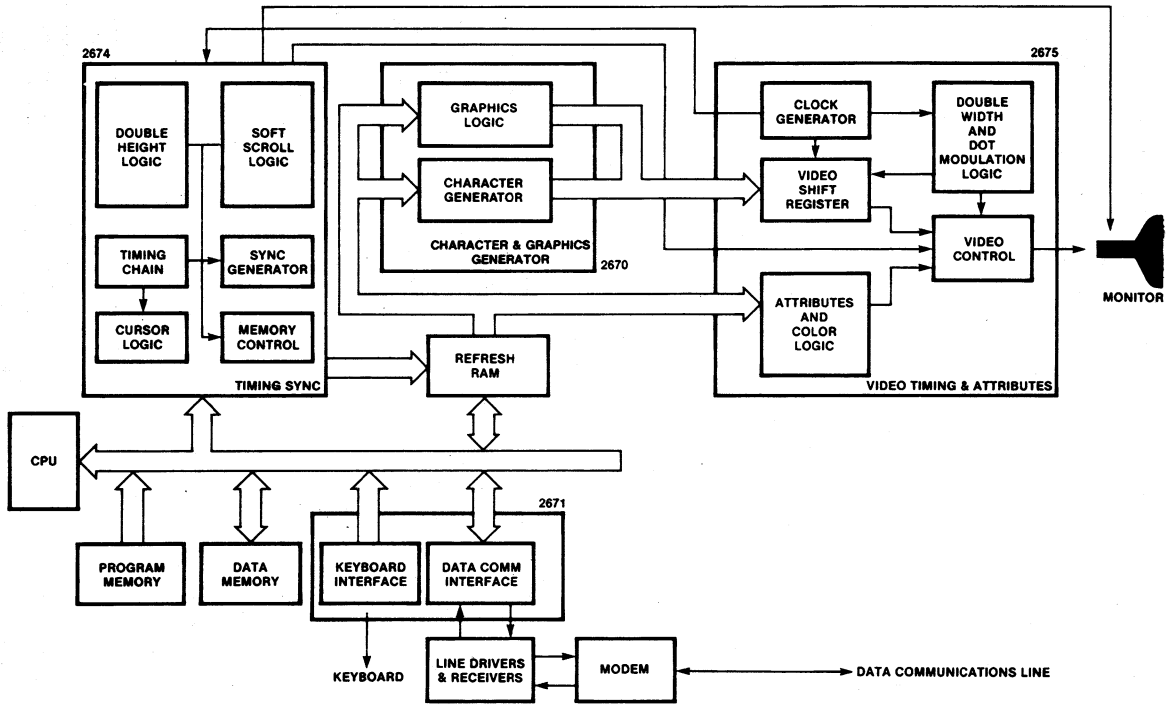 2674
DOUBLE
HEIGHT
LOGIC
SOFT
SCROLL
LOGIC
TIMING
CHAIN
SYNC
GENERATOR
CURSOR
LOGIC
MEMORY
CONTROL
TIMING SYNC
GRAPHICS
LOGIC
CHARACTER
GENERATOR
CHARACTER & GRAPHICS
GENERATOR
2670
REFRESH
RAM
2675
CLOCK
GENERATOR
DOUBLE
WIDTH
AND
DOT
MODULATION
LOGIC
VIDEO
SHIFT
REGISTER
VIDEO
CONTROL
ATTRIBUTES
AND
COLOR
LOGIC
VIDEO TIMING & ATTRIBUTES
MONITOR
CPU
PROGRAM
MEMORY
DATA
MEMORY
2671
KEYBOARD
INTERFACE
DATA COMM
INTERFACE
KEYBOARD
LINE DRIVERS
& RECEIVERS
MODEM
DATA COMMUNICATIONS LINE